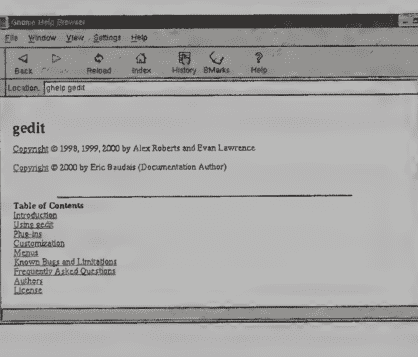 Gnome Help Browser
File Window View Settings Help
Back Reload Index History BMarks Help
Location: ghelp gedit
gedit
Copyright © 1998, 1999, 2000 by Alex Roberts and Evan Lawrence
Copyright © 2000 by Eric Baudais (Documentation Author)
Table of Contents
Introduction
Using gedit
Plug-ins
Customization
Menus
Known Bugs and Limitations
Frequently Asked Questions
Authors
License